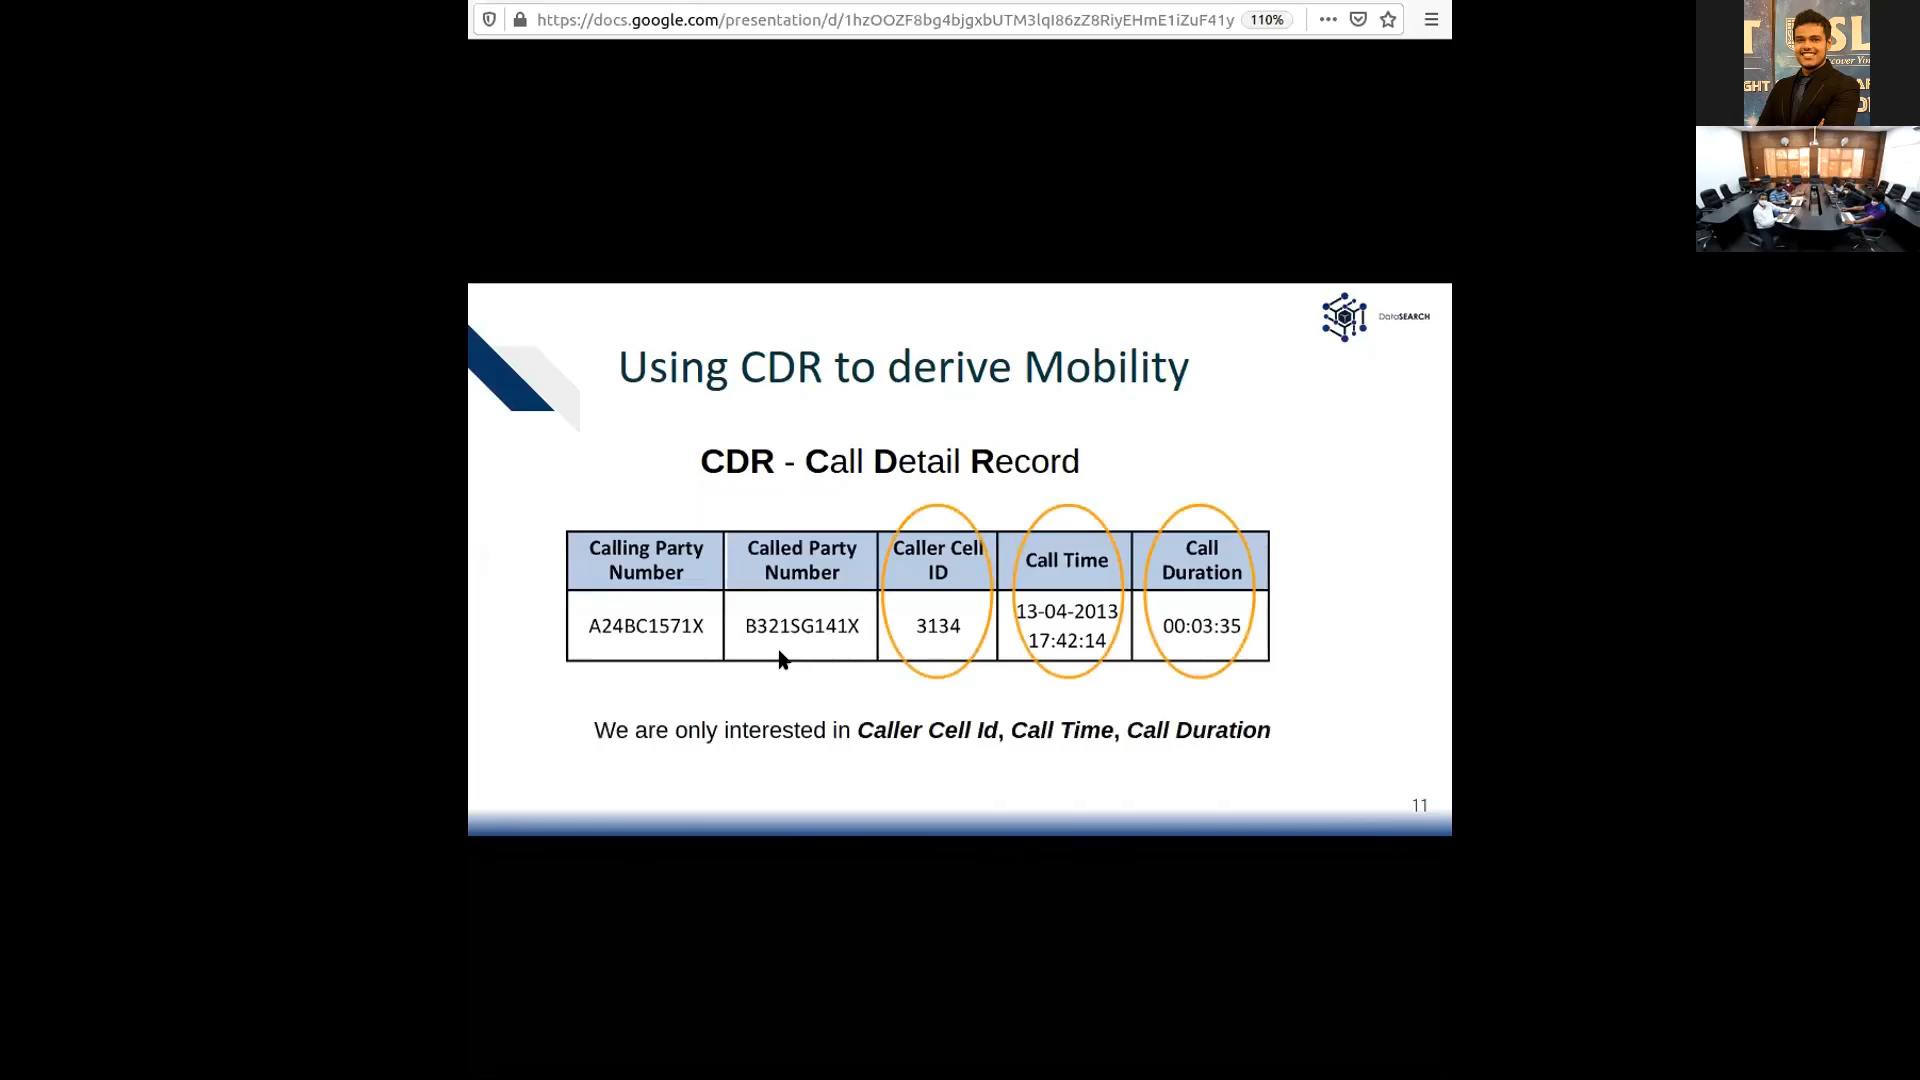 https://docs.google.com/presentation/d/1hzOOZF8bg4bjgxbUTM3lqI86zZ8RiyEHmE1iZuF41y
110%
SL
GHT
DataSEARCH
Using CDR to derive Mobility
CDR - Call Detail Record
Calling Party Number
Called Party Number
Caller Cell ID
Call Time
Call Duration
A24BC1571X
B321SG141X
3134
13-04-2013
17:42:14
00:03:35
We are only interested in Caller Cell Id, Call Time, Call Duration
11